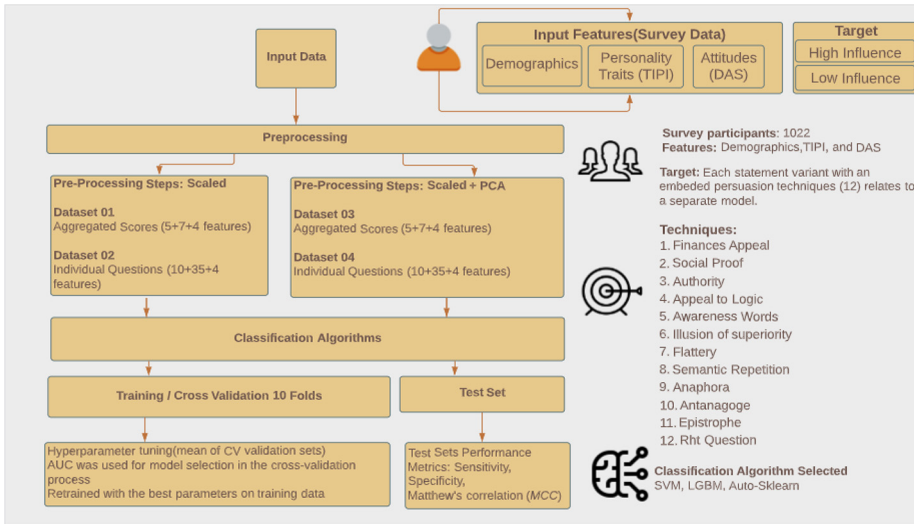 Input Data
Input Features(Survey Data)
Demographics
Personality
Traits (TIPI)
Attitudes
(DAS)
Target
High Influence
Low Influence
Preprocessing
Pre-Processing Steps: Scaled
Dataset 01
Aggregated Scores (5+7+4 features)
Dataset 02
Individual Questions (10+35+4
features)
Pre-Processing Steps: Scaled + PCA
Dataset 03
Aggregated Scores (5+7+4 features)
Dataset 04
Individual Questions (10+35+4 features)
Classification Algorithms
Training / Cross Validation 10 Folds
Test Set
Hyperparameter tuning(mean of CV validation sets)
AUC was used for model selection in the cross-validation
process
Retrained with the best parameters on training data
Test Sets Performance
Metrics: Sensitivity,
Specificity,
Matthew's correlation (MCC)
Survey participants: 1022
Features: Demographics,TIPI, and DAS
Target: Each statement variant with an
embeded persuasion techniques (12) relates to
a separate model.
Techniques:
1. Finances Appeal
2. Social Proof
3. Authority
4. Appeal to Logic
5. Awareness Words
6. Illusion of superiority
7. Flattery
8. Semantic Repetition
9. Anaphora
10. Antanagoge
11. Epistrophe
12. Rht Question
Classification Algorithm Selected
SVM, LGBM, Auto-Sklearn